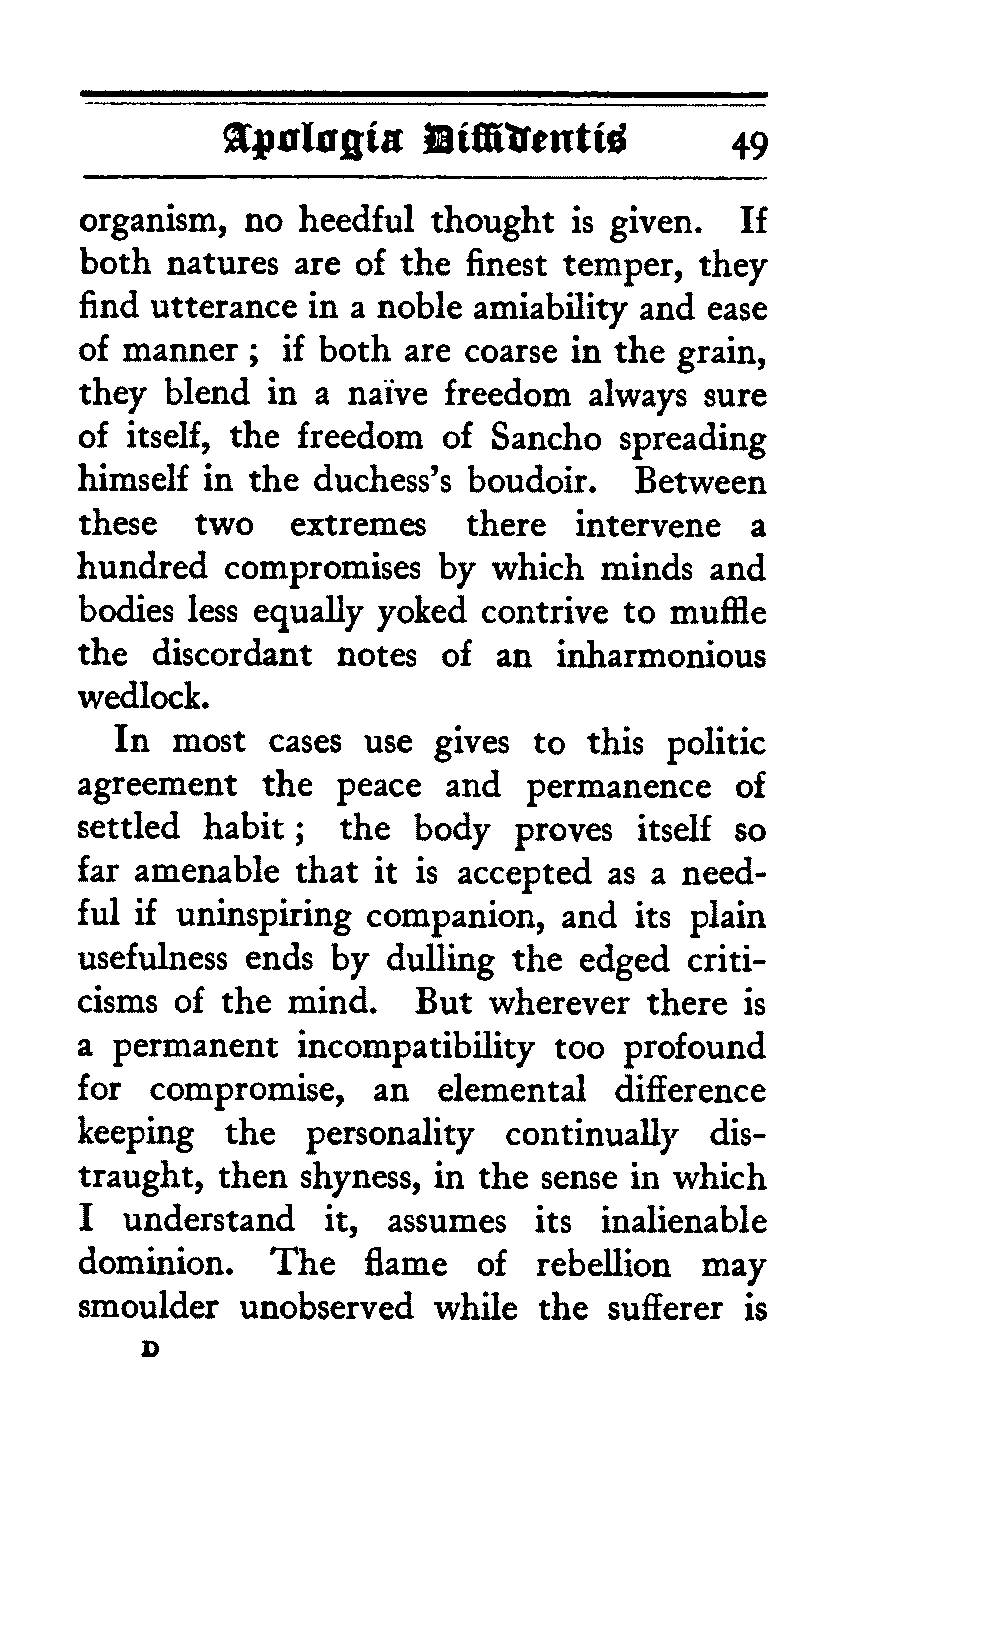 Apologia Diffidentis 49
organism, no heedful thought is given. If
both natures are of the finest temper, they
find utterance in a noble amiability and ease
of manner ; if both are coarse in the grain,
they blend in a naïve freedom always sure
of itself, the freedom of Sancho spreading
himself in the duchess's boudoir. Between
these two extremes there intervene a
hundred compromises by which minds and
bodies less equally yoked contrive to muffle
the discordant notes of an inharmonious
wedlock.
In most cases use gives to this politic
agreement the peace and permanence of
settled habit ; the body proves itself so
far amenable that it is accepted as a need-
ful if uninspiring companion, and its plain
usefulness ends by dulling the edged criti-
cisms of the mind. But wherever there is
a permanent incompatibility too profound
for compromise, an elemental difference
keeping the personality continually dis-
traught, then shyness, in the sense in which
I understand it, assumes its inalienable
dominion. The flame of rebellion may
smoulder unobserved while the sufferer is
D